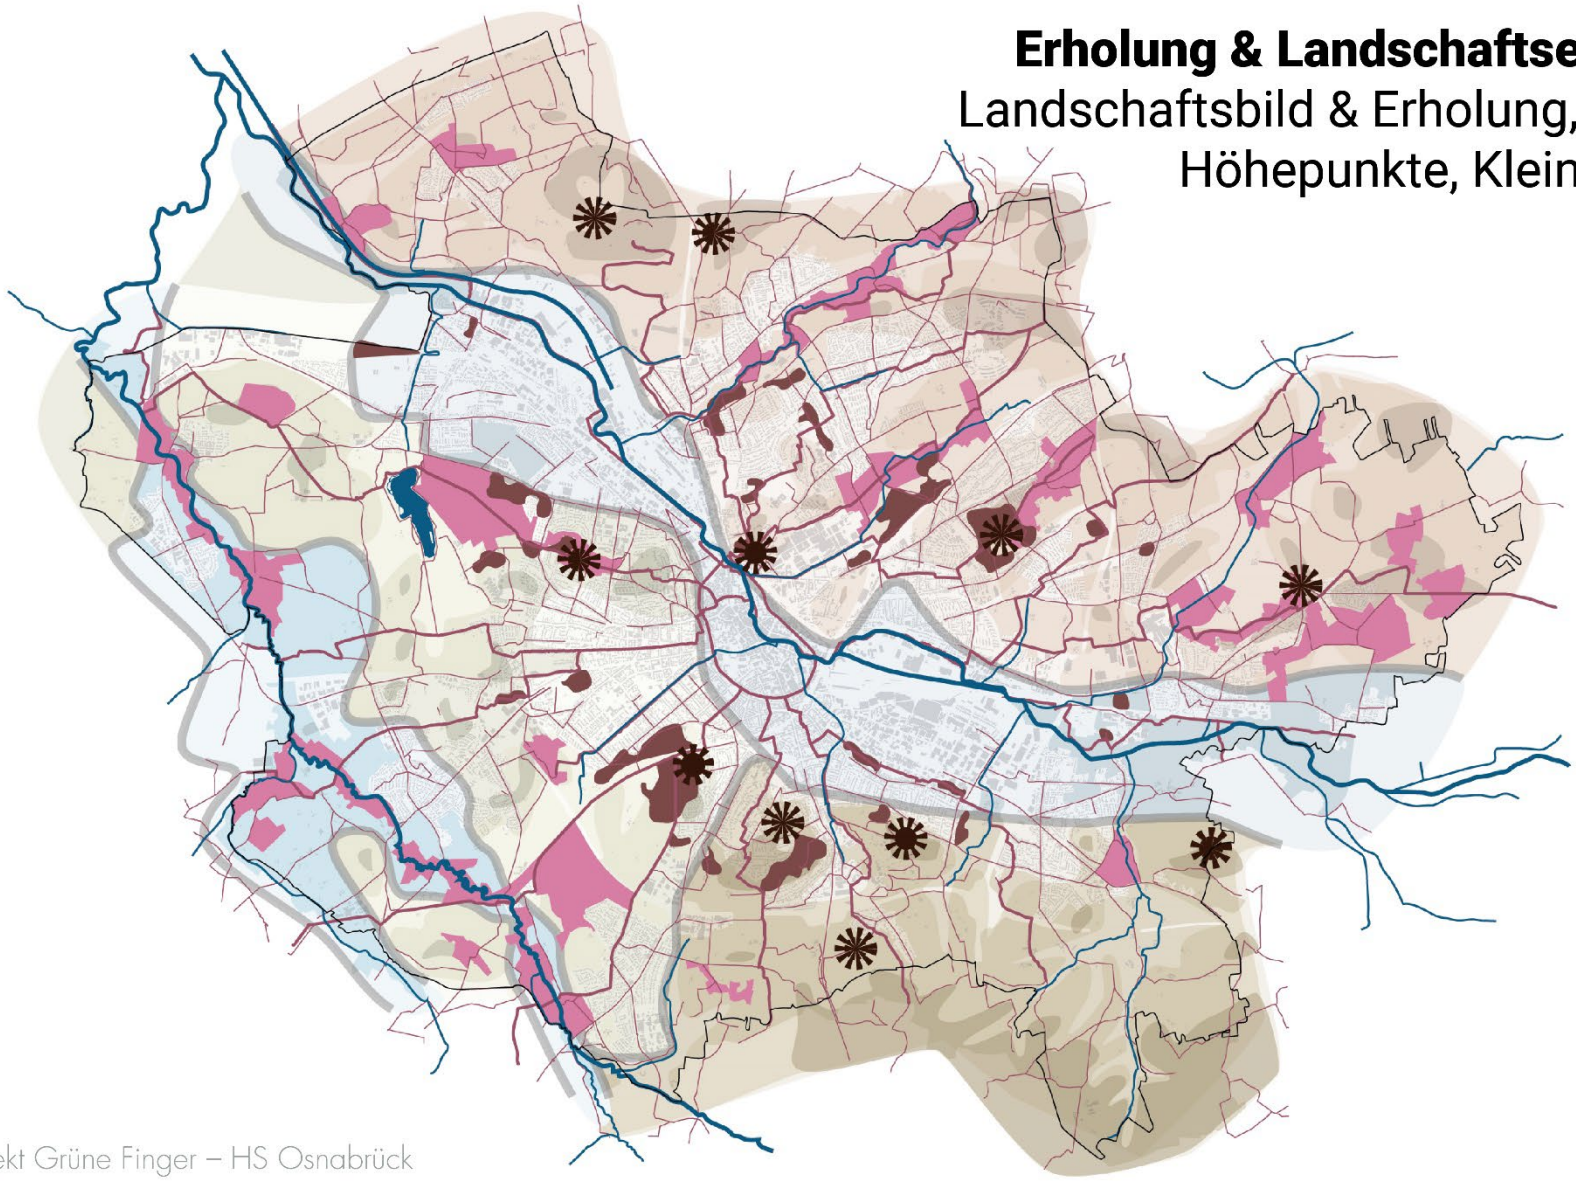 Erholung & Landschaftse
Landschaftsbild & Erholung,
Höhepunkte, Klein
ekt Grüne Finger – HS Osnabrück